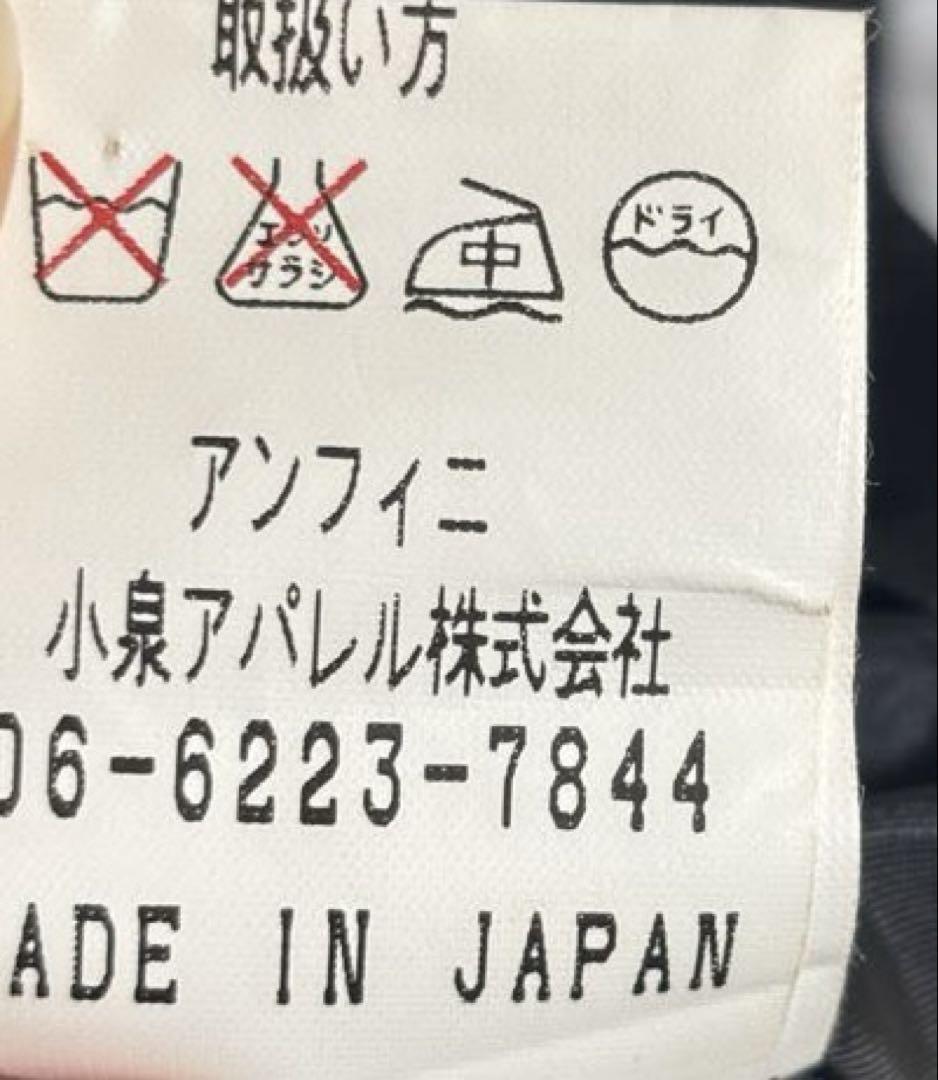 取扱い方
エンソ サラシ 中 ドライ
アンフィニ
小泉アパレル株式会社
06-6223-7844
ADE IN JAPAN